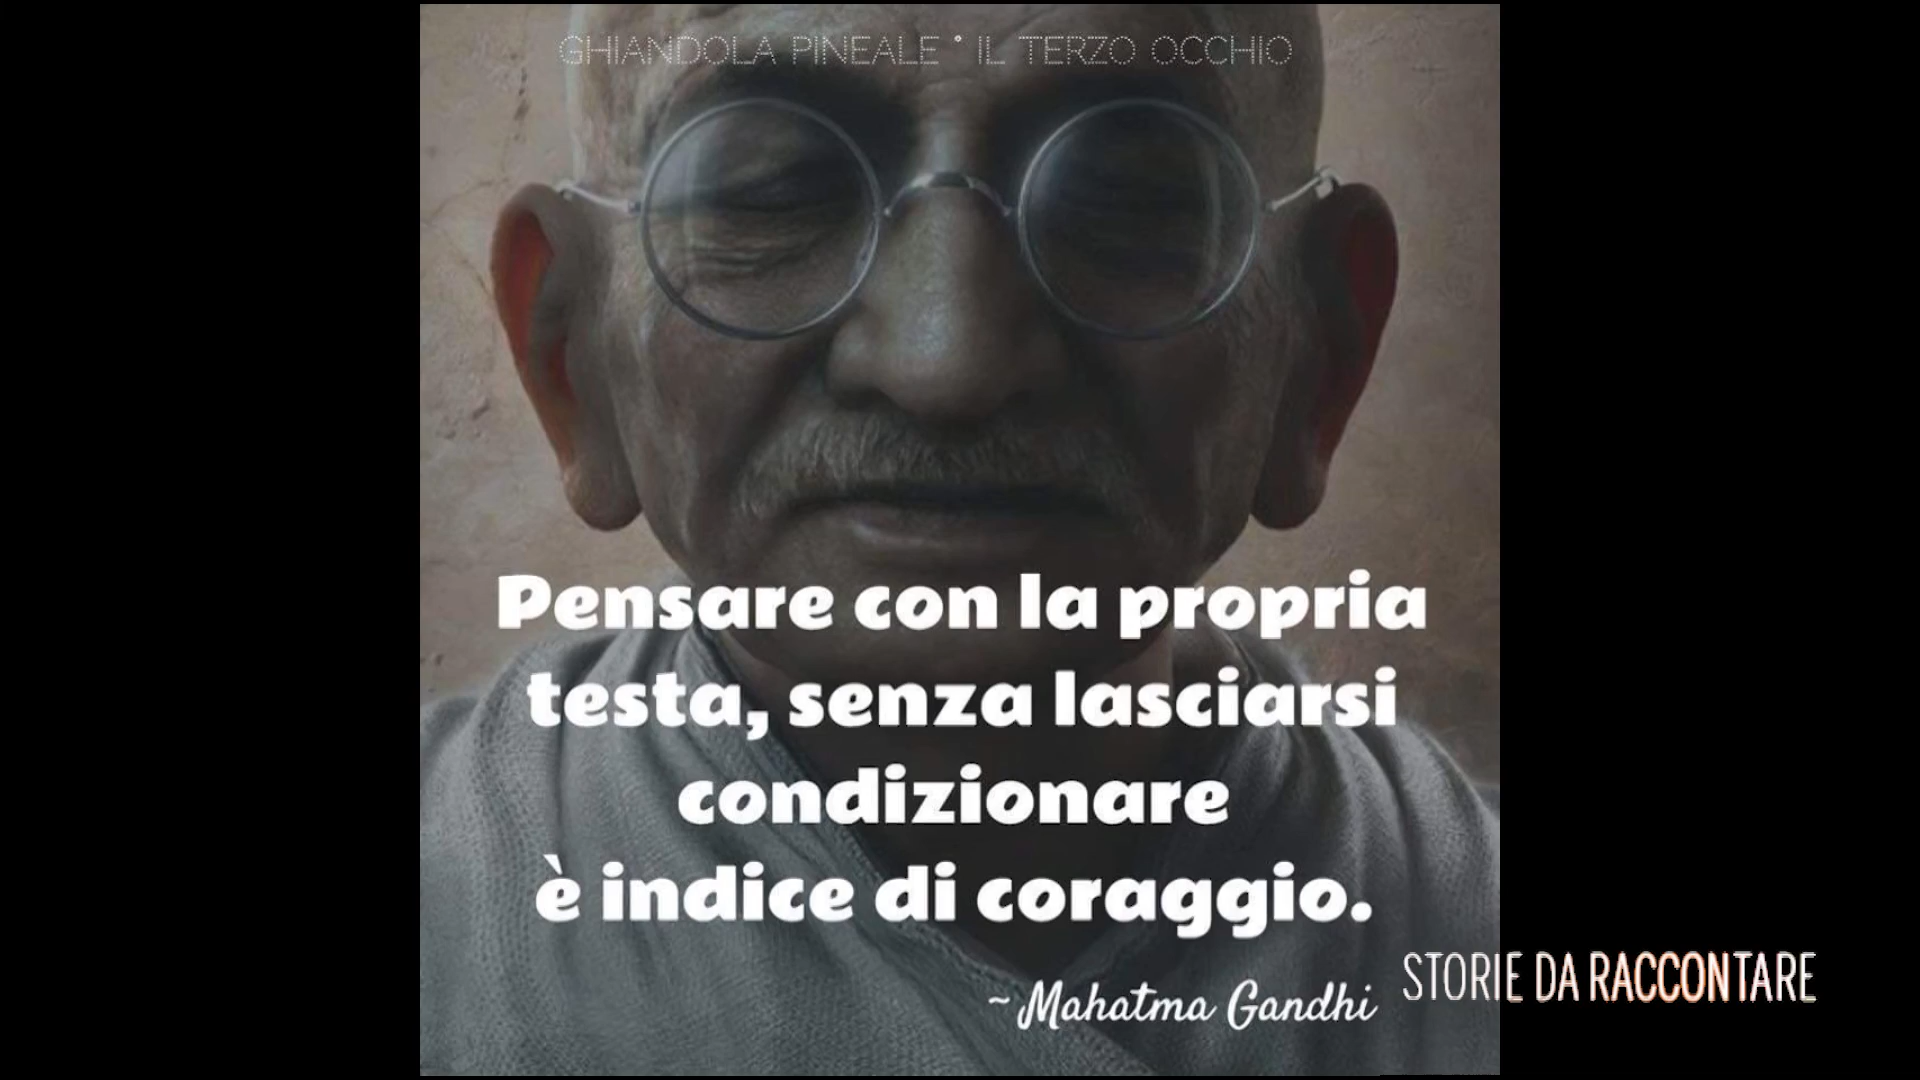 GHIANDOLA PINEALE ° IL TERZO OCCHIO
Pensare con la propria
testa, senza lasciarsi
condizionare
è indice di coraggio.
~Mahatma Gandhi
STORIE DA RACCONTARE